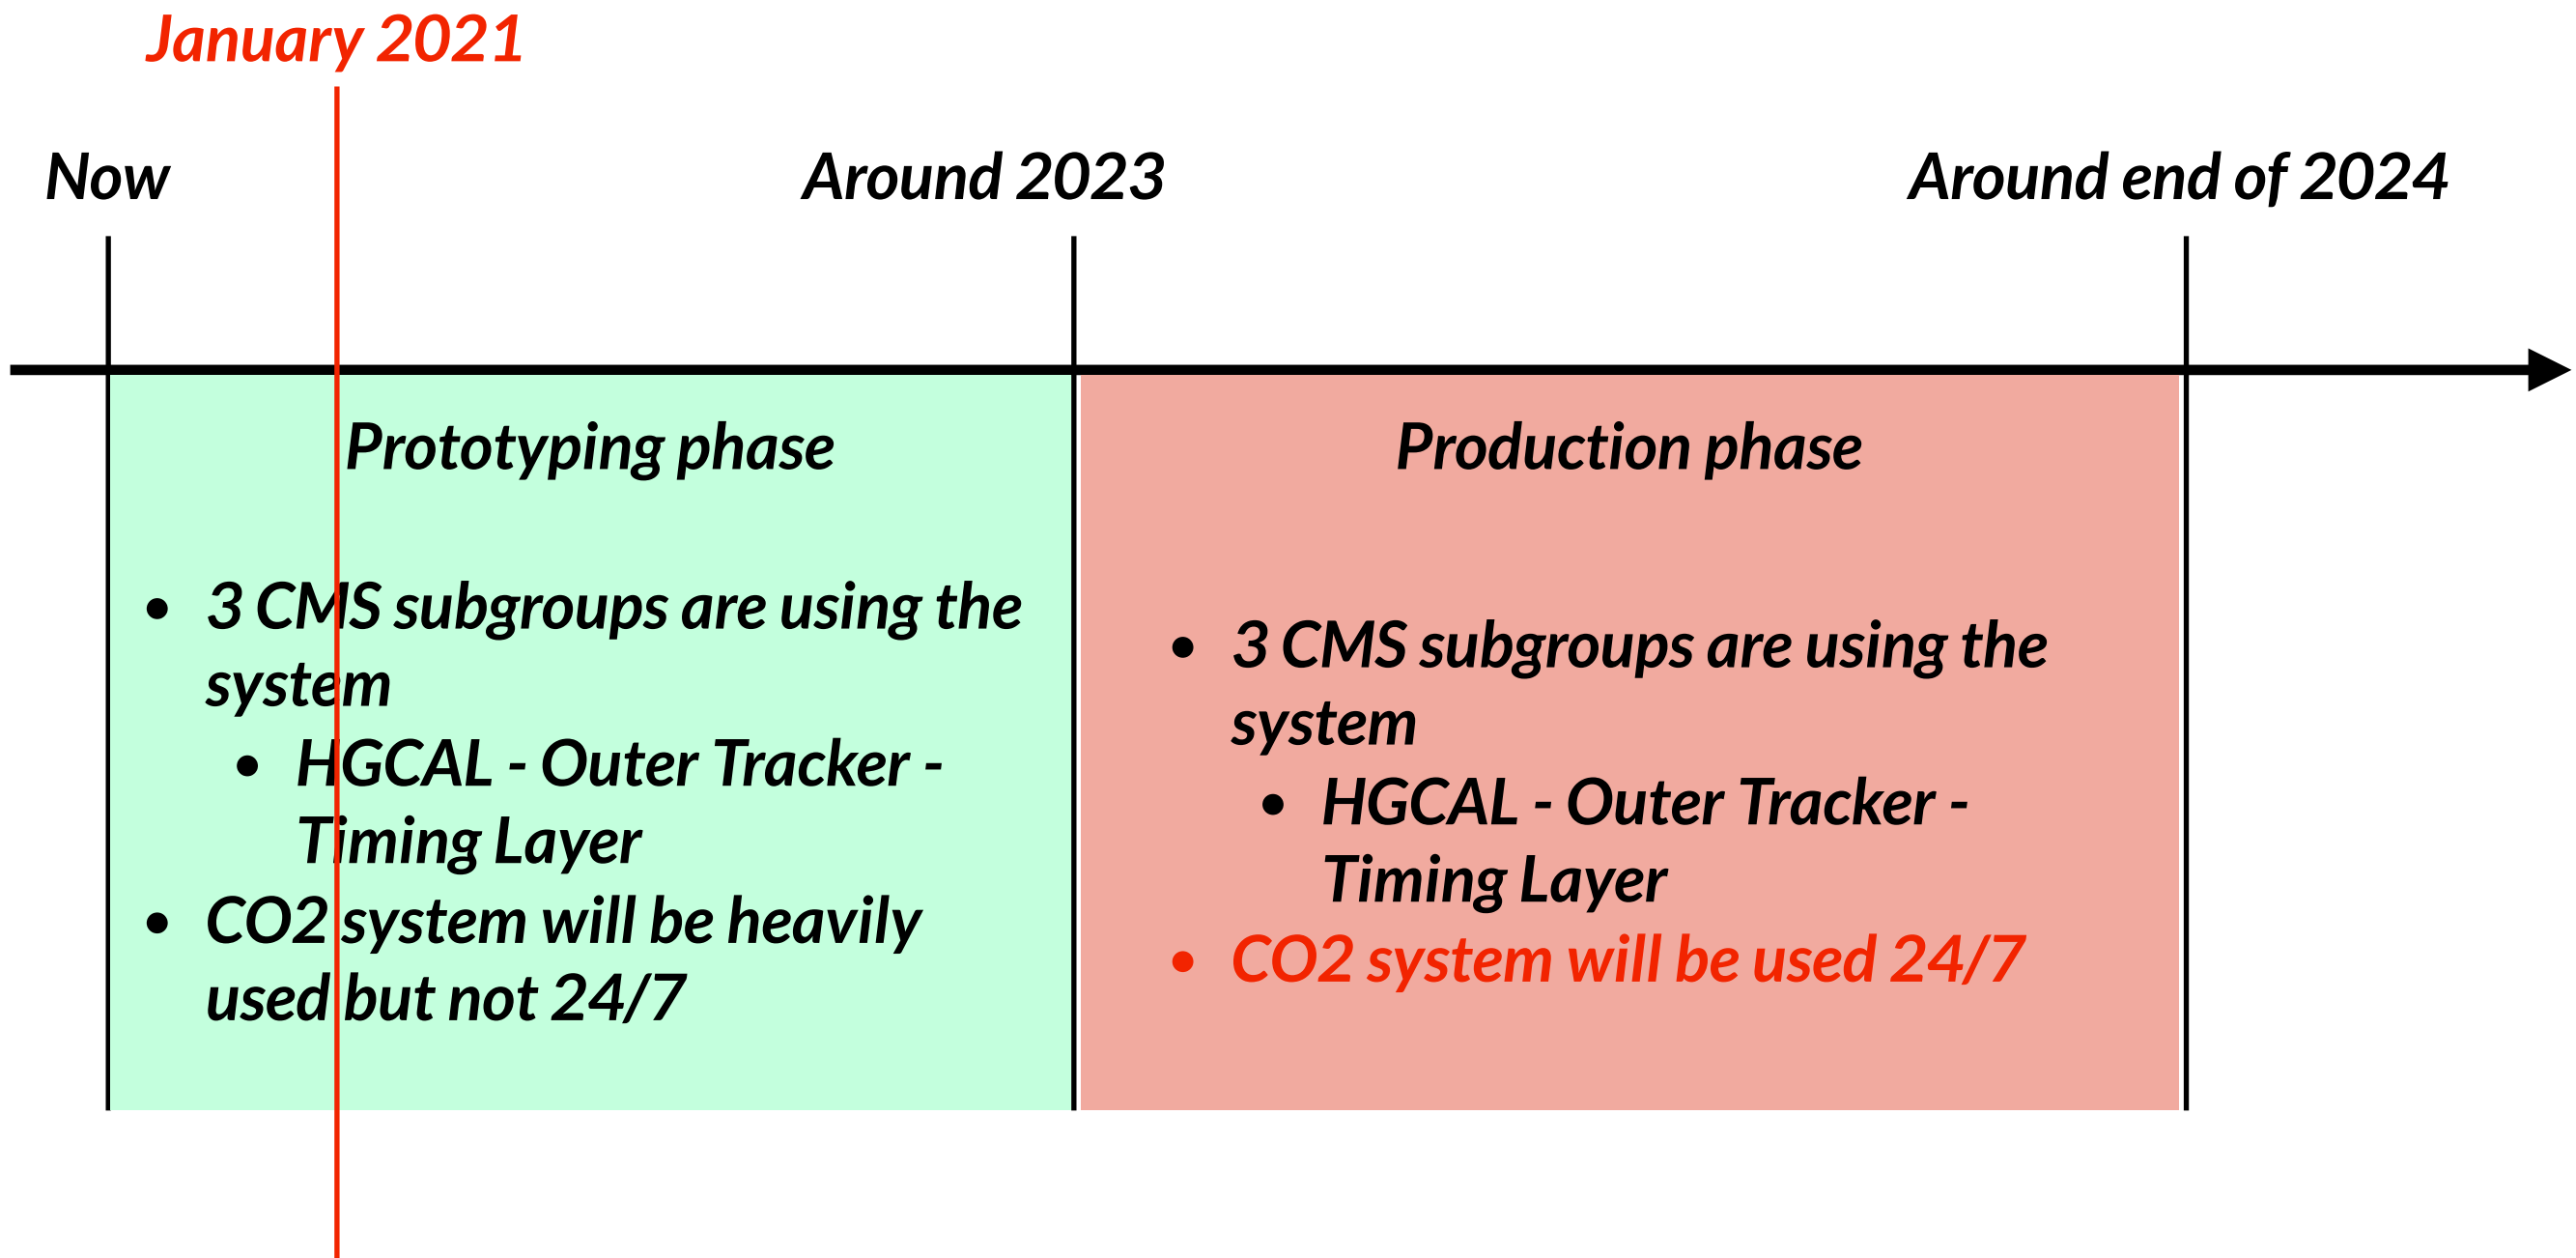 January 2021
Now
Around 2023
Around end of 2024
Prototyping phase
• 3 CMS subgroups are using the
system
• HGCAL - Outer Tracker -
Timing Layer
• CO2 system will be heavily
used but not 24/7
Production phase
• 3 CMS subgroups are using the
system
• HGCAL - Outer Tracker -
Timing Layer
• CO2 system will be used 24/7